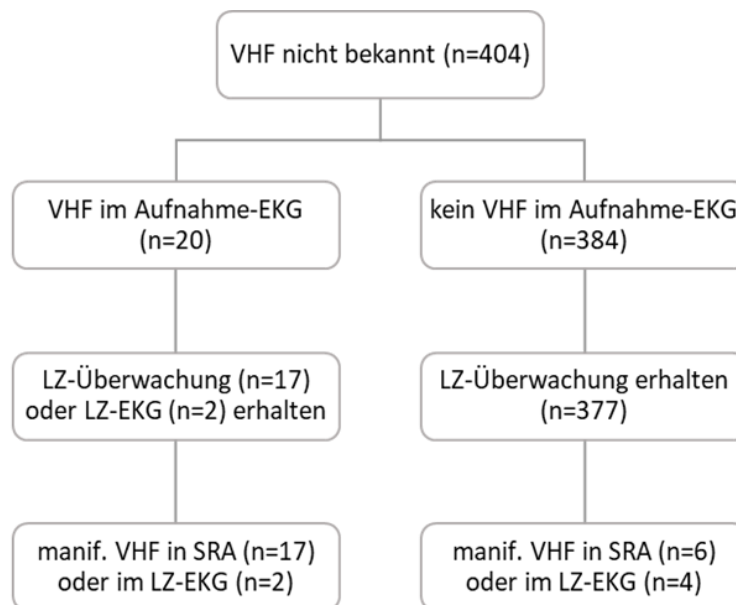 VHF nicht bekannt (n=404)
VHF im Aufnahme-EKG
(n=20)
kein VHF im Aufnahme-EKG
(n=384)
LZ-Überwachung (n=17)
oder LZ-EKG (n=2) erhalten
LZ-Überwachung erhalten
(n=377)
manif. VHF in SRA (n=17)
oder im LZ-EKG (n=2)
manif. VHF in SRA (n=6)
oder im LZ-EKG (n=4)